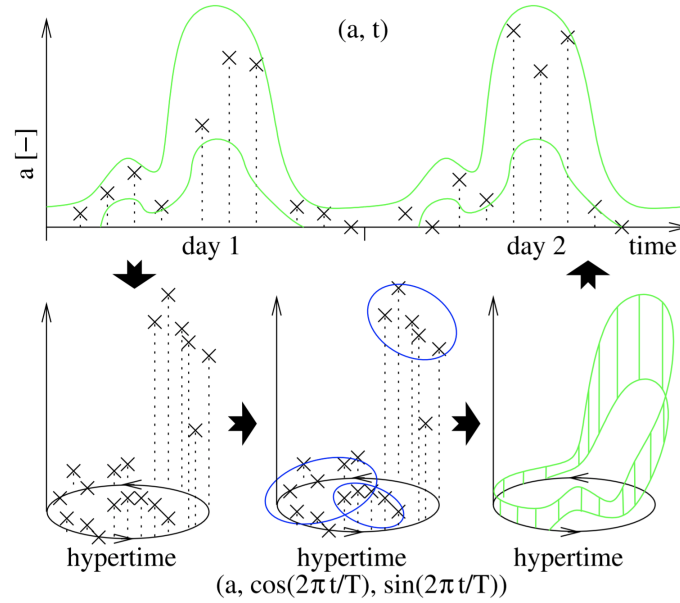 (a, t)
a [−]
day 1
day 2
time
hypertime
hypertime
hypertime
(a, cos(2π t/T), sin(2π t/T))